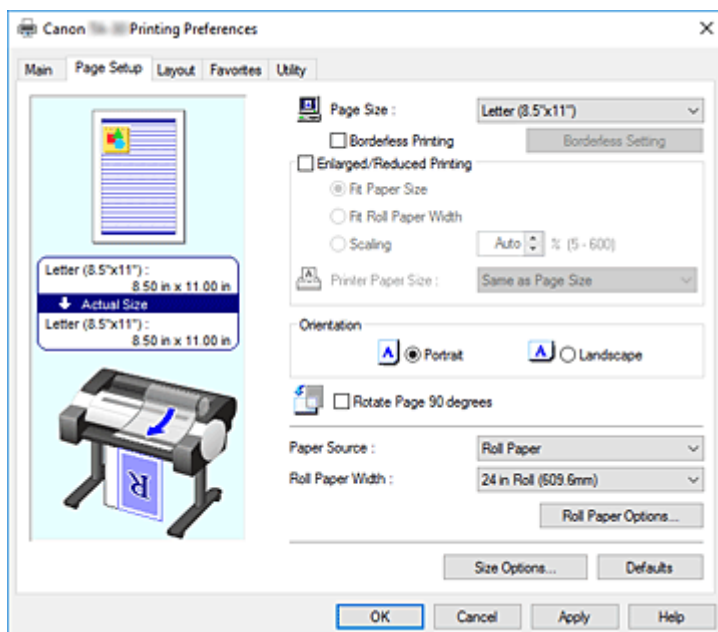 Canon Printing Preferences
Main Page Setup Layout Favorites Utility
Page Size : Letter (8.5"x11")
Borderless Printing Borderless Setting
Enlarged/Reduced Printing
Fit Paper Size
Fit Roll Paper Width
Scaling Auto % (5 - 600)
Printer Paper Size : Same as Page Size
Letter (8.5"x11") :
8.50 in x 11.00 in
Actual Size
Letter (8.5"x11") :
8.50 in x 11.00 in
Orientation
A Portrait A Landscape
Rotate Page 90 degrees
R
Paper Source : Roll Paper
Roll Paper Width : 24 in Roll (609.6mm)
Roll Paper Options...
Size Options... Defaults
OK Cancel Apply Help